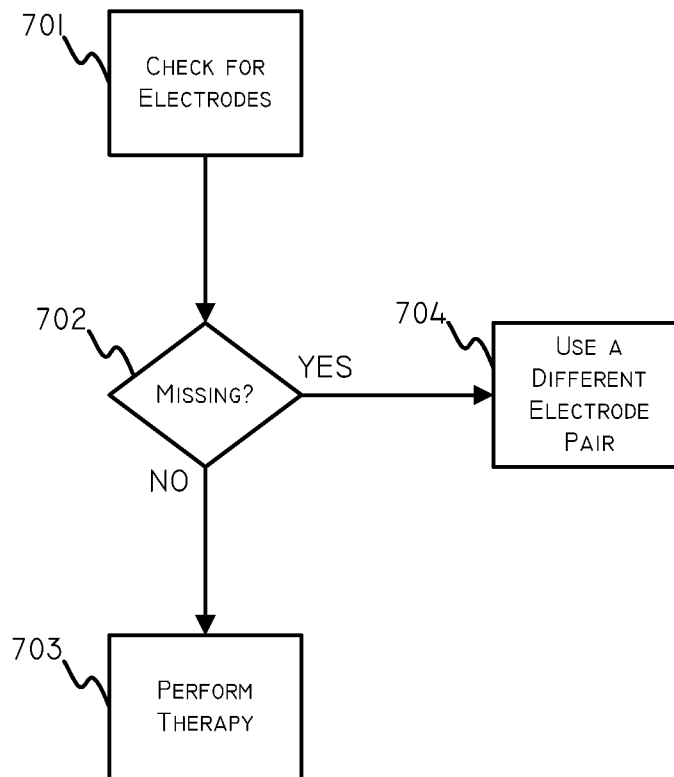 701
CHECK FOR
ELECTRODES
702
MISSING?
YES
NO
704
USE A
DIFFERENT
ELECTRODE
PAIR
703
PERFORM
THERAPY